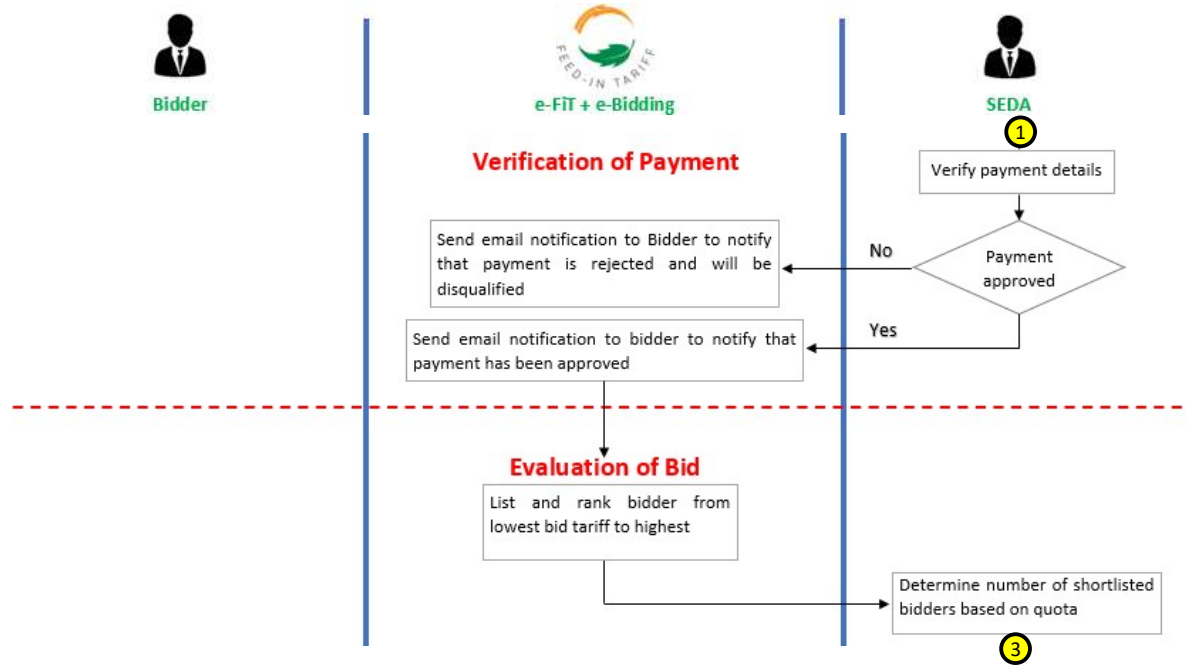 FEED-IN TARIFF
Bidder
e-FiT + e-Bidding
SEDA
1
Verification of Payment
Verify payment details
Send email notification to Bidder to notify
that payment is rejected and will be
disqualified
No
Payment
approved
Send email notification to bidder to notify that
payment has been approved
Yes
Evaluation of Bid
List and rank bidder from
lowest bid tariff to highest
Determine number of shortlisted
bidders based on quota
3